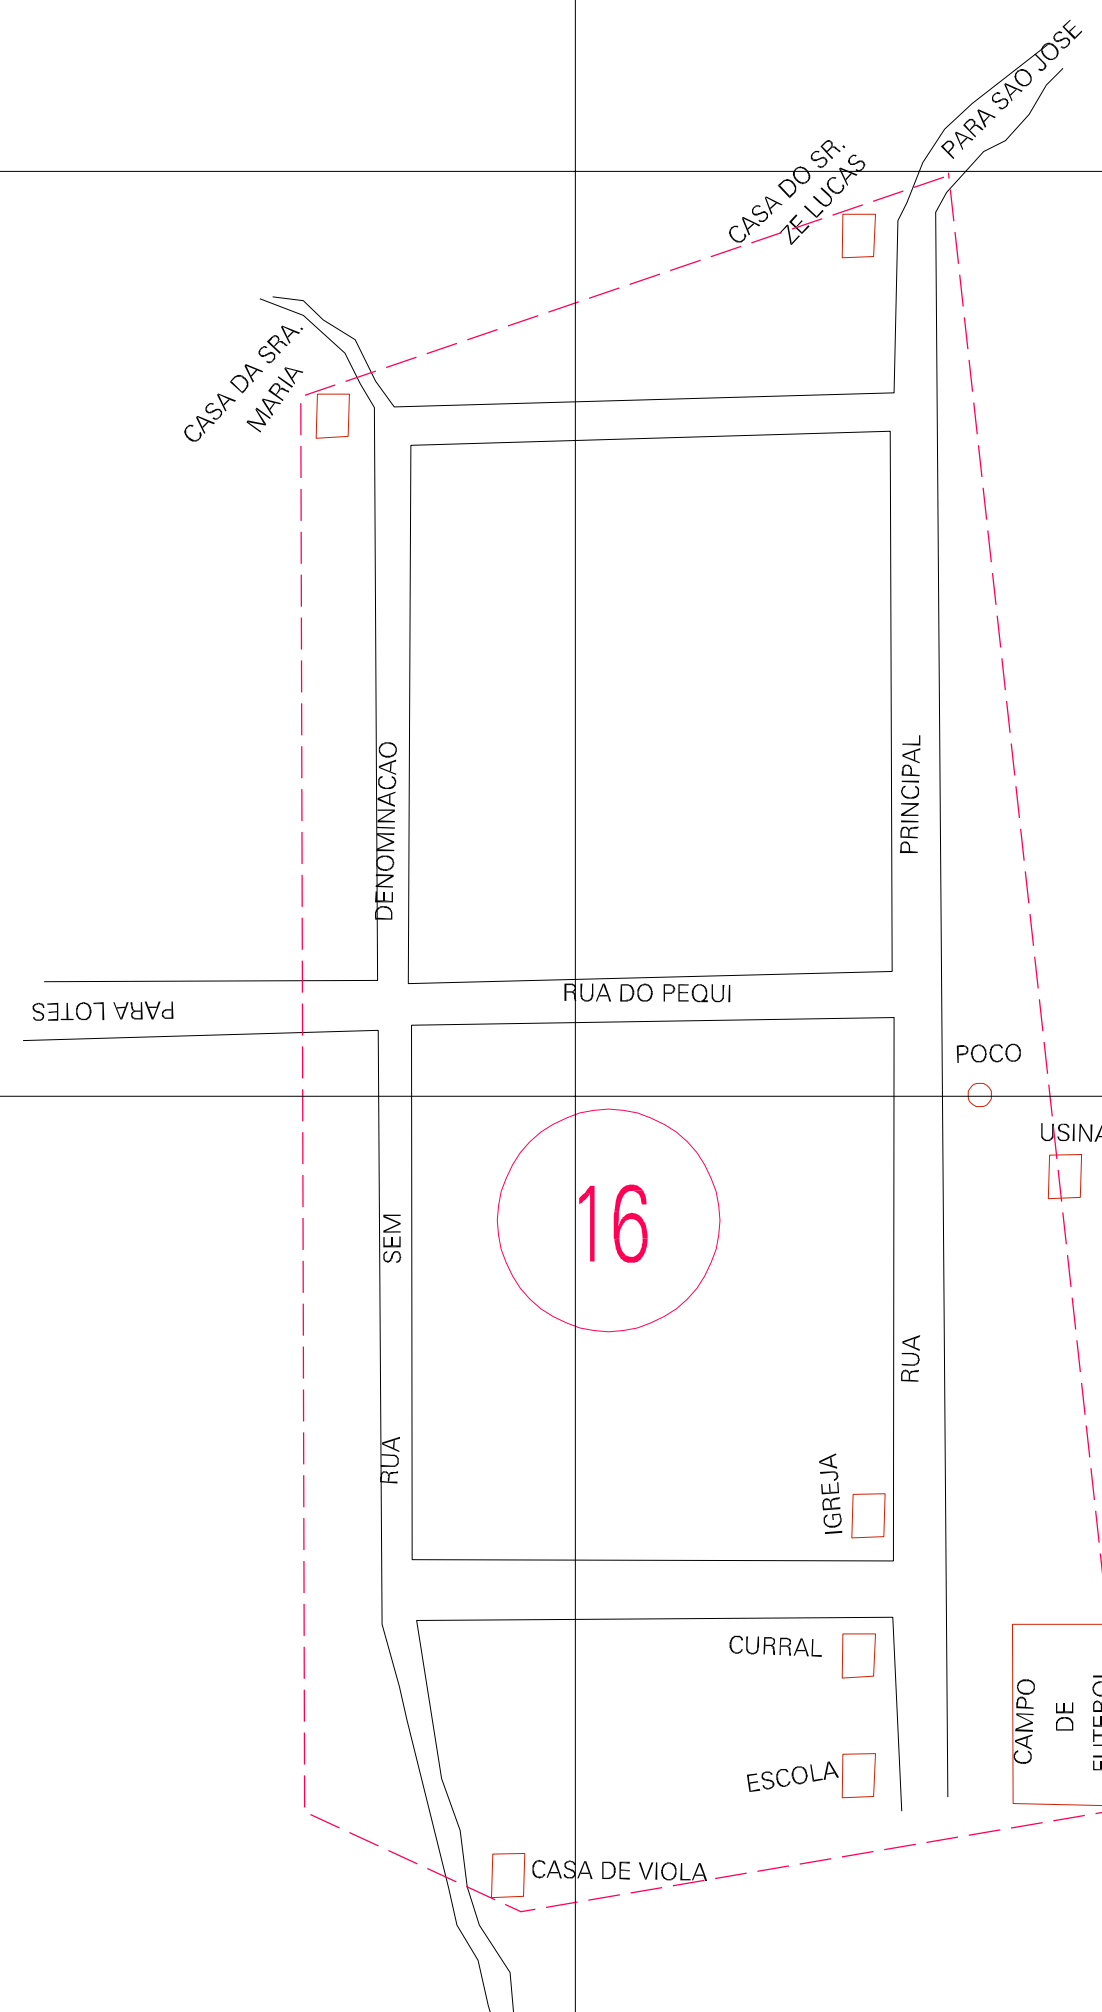 PARA SAO JOSE
CASA DO SR.
ZE LUCAS
CASA DA SRA.
MARIA
DENOMINACAO
PRINCIPAL
PARA LOTES
RUA DO PEQUI
POCO
USINA
16
SEM
RUA
RUA
IGREJA
CURRAL
CAMPO
DE
ESCOLA
CASA DE VIOLA